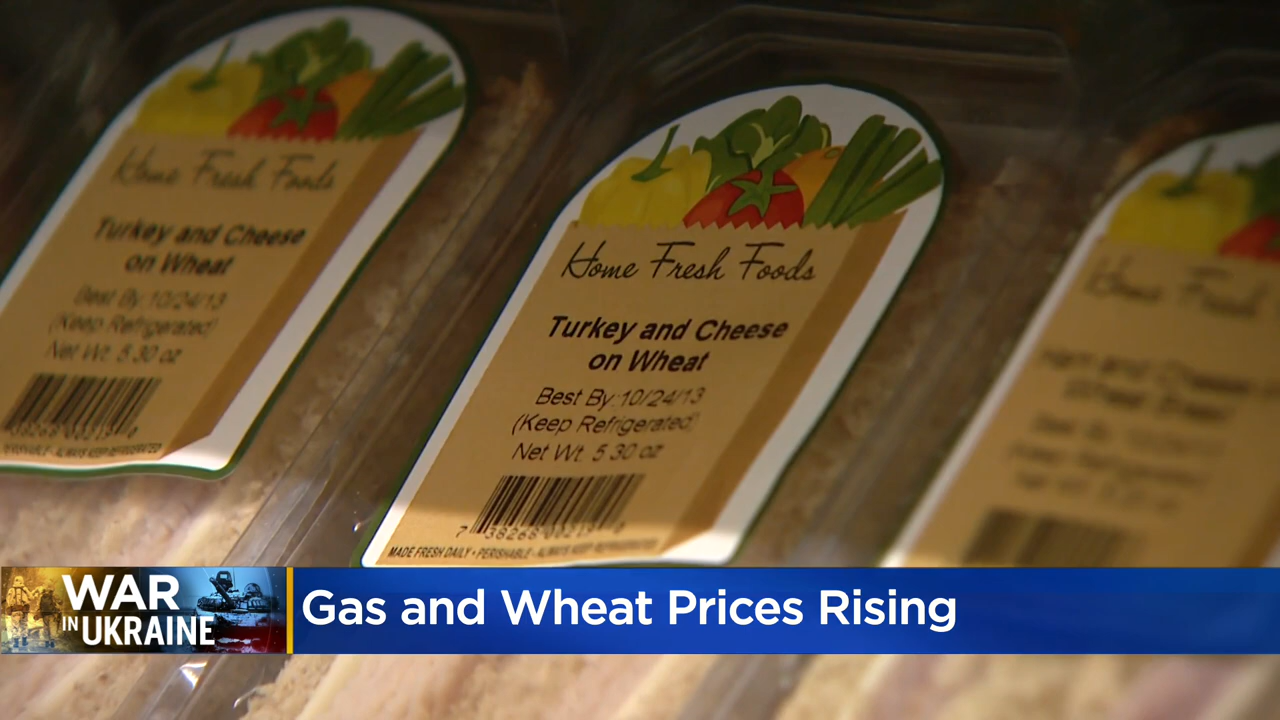 Home Fresh Foods
Turkey and Cheese
on Wheat
Best By:10/24/13
(Keep Refrigerated)
Net Wt. 5.30 oz
Home Fresh Foods
Turkey and Cheese
on Wheat
Best By:10/24/13
(Keep Refrigerated)
Net Wt. 5.30 oz
MADE FRESH DAILY • PERISHABLE - ALWAYS KEEP REFRIGERATED
Home Fresh
WAR
IN
UKRAINE
Gas and Wheat Prices Rising